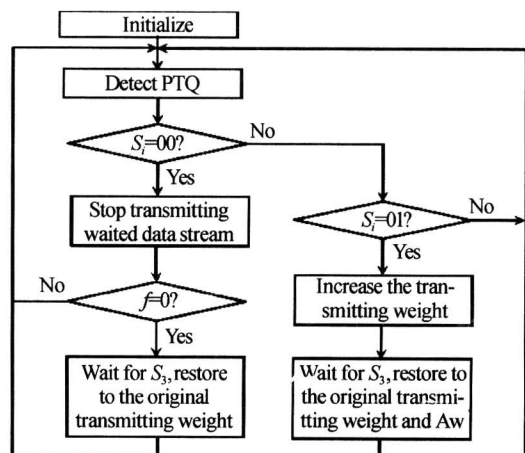 Initialize
Detect PTQ
S_i=00?
No
Yes
Stop transmitting
waited data stream
S_i=01?
No
Yes
No
f=0?
Yes
Increase the tran-
smitting weight
Wait for S_3, restore
to the original
transmitting weight
Wait for S_3, restore to
the original transmi-
tting weight and Aw